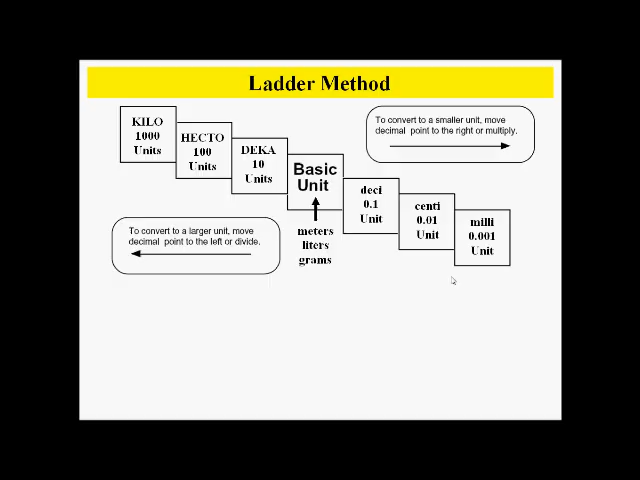 Ladder Method
KILO
1000
Units
HECTO
100
Units
DEKA
10
Units
Basic
Unit
meters
liters
grams
deci
0.1
Unit
centi
0.01
Unit
milli
0.001
Unit
To convert to a smaller unit, move
decimal point to the right or multiply.
To convert to a larger unit, move
decimal point to the left or divide.